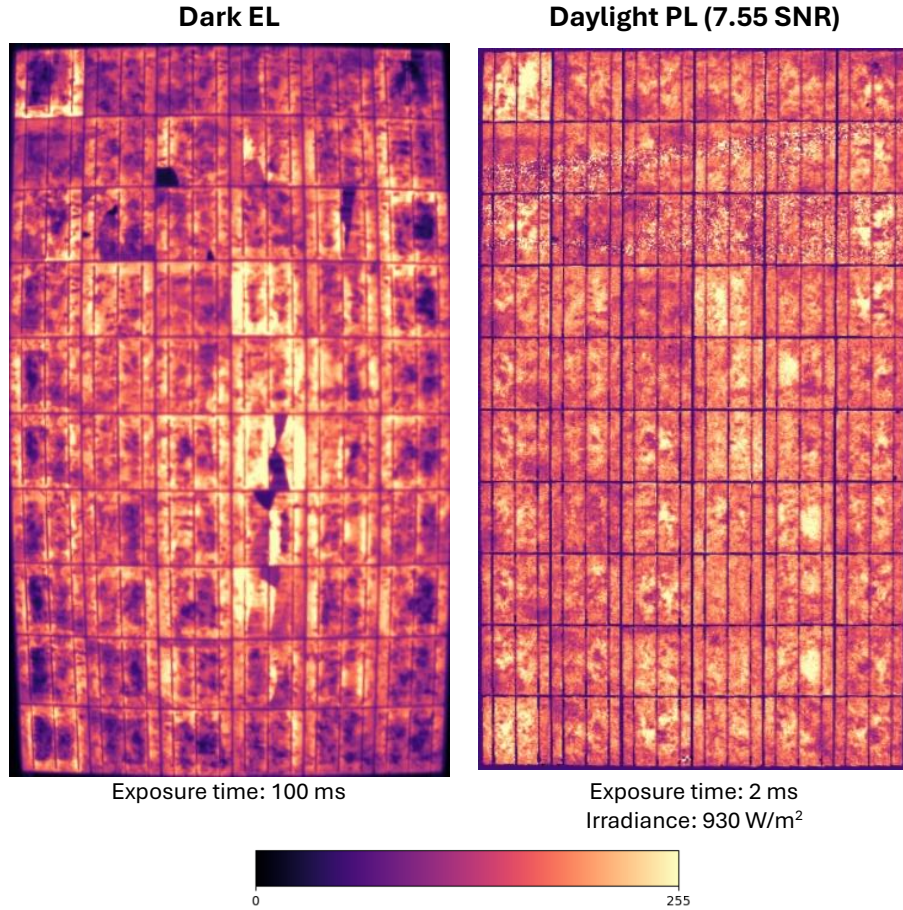 Dark EL
Daylight PL (7.55 SNR)
Exposure time: 100 ms
Exposure time: 2 ms
Irradiance: 930 W/m²
0
255